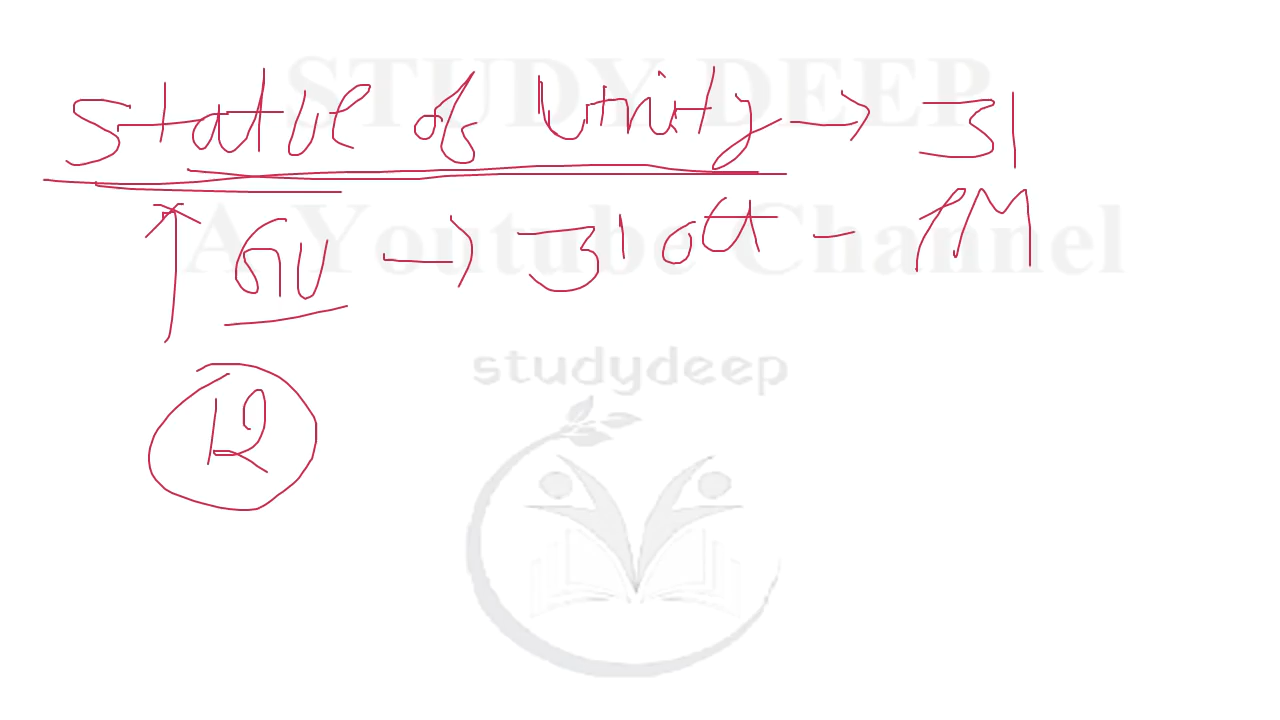 STUDY DEEP
Statue of Unity → 31
A Youtube Channel
GU → 31 Oct - PM
studydeep
12